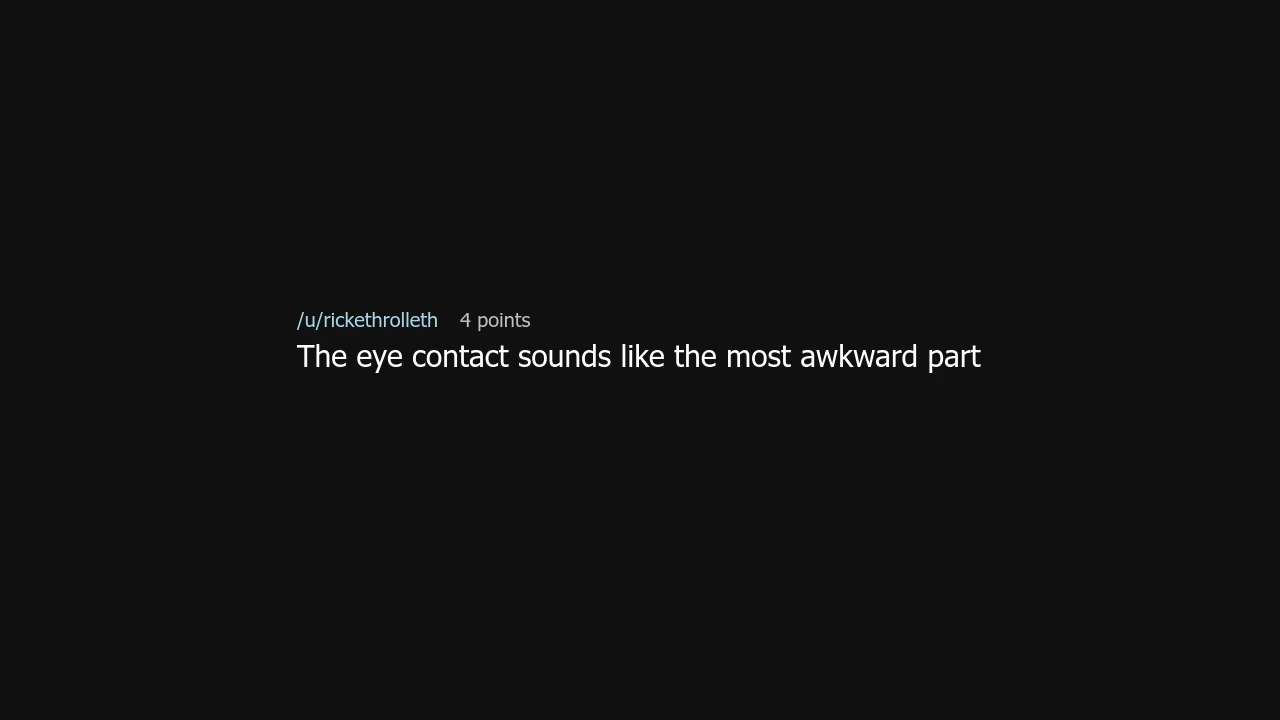 /u/rickethrolleth 4 points
The eye contact sounds like the most awkward part